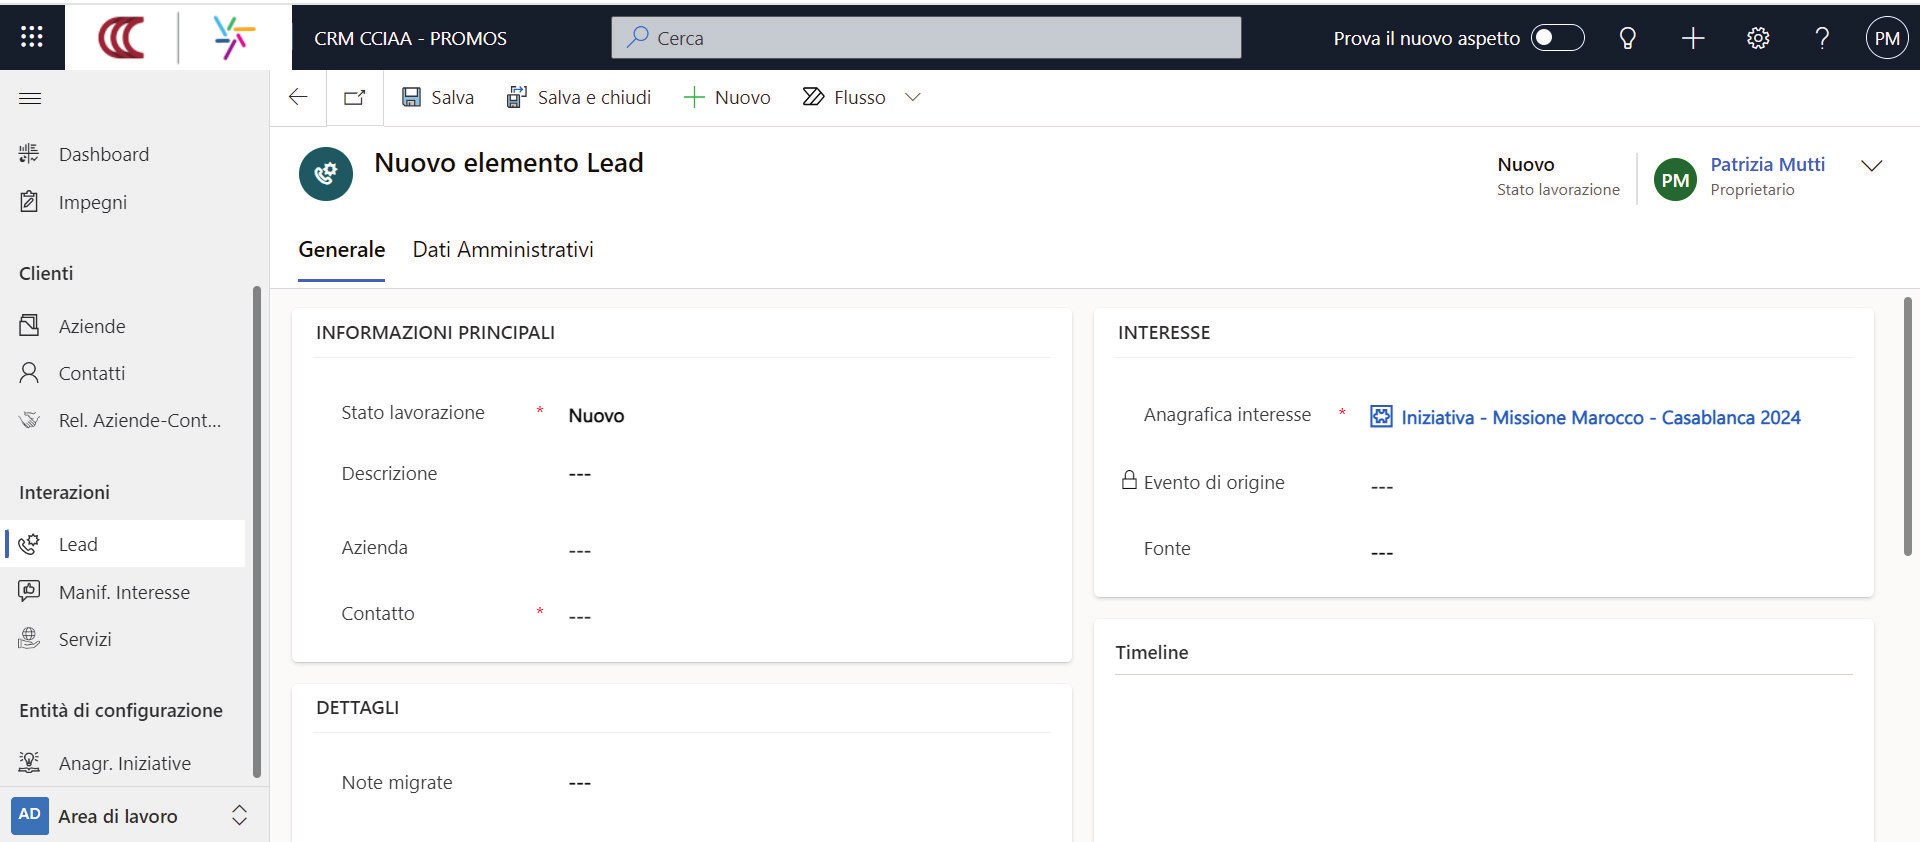 CRM CCIAA - PROMOS
Cerca
Prova il nuovo aspetto
PM
Salva
Salva e chiudi
Nuovo
Flusso
Dashboard
Impegni
Clienti
Aziende
Contatti
Rel. Aziende-Cont...
Interazioni
Lead
Manif. Interesse
Servizi
Entità di configurazione
Anagr. Iniziative
AD Area di lavoro
Nuovo elemento Lead
Nuovo
Stato lavorazione
PM
Patrizia Mutti
Proprietario
Generale
Dati Amministrativi
INFORMAZIONI PRINCIPALI
Stato lavorazione * Nuovo
Descrizione ---
Azienda ---
Contatto * ---
DETTAGLI
Note migrate ---
INTERESSE
Anagrafica interesse * Iniziativa - Missione Marocco - Casablanca 2024
Evento di origine ---
Fonte ---
Timeline